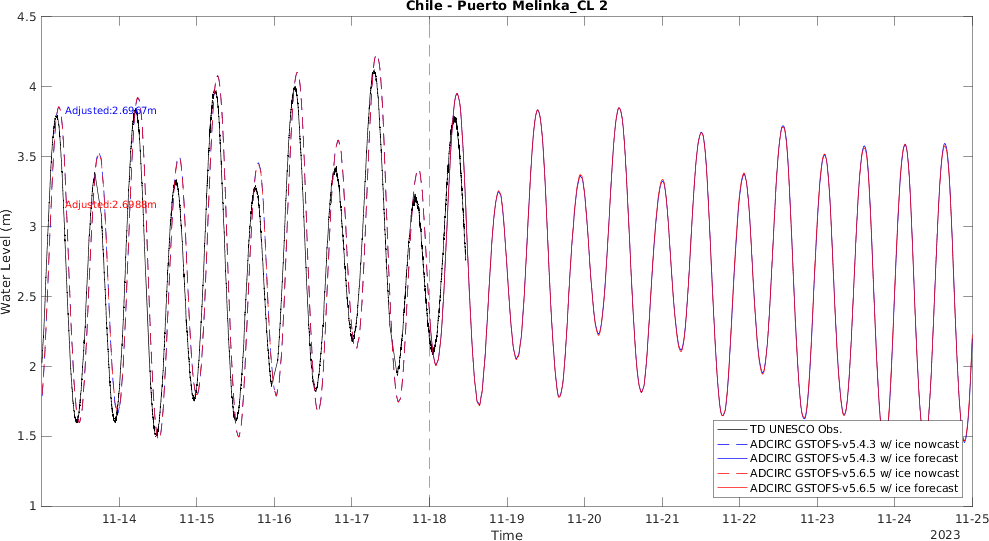 Chile - Puerto Melinka_CL 2
4.5
4
3.5
3
2.5
2
1.5
1
Water Level (m)
Adjusted:2.6967m
Adjusted:2.6988m
TD UNESCO Obs.
ADCIRC GSTOFS-v5.4.3 w/ ice nowcast
ADCIRC GSTOFS-v5.4.3 w/ ice forecast
ADCIRC GSTOFS-v5.6.5 w/ ice nowcast
ADCIRC GSTOFS-v5.6.5 w/ ice forecast
11-14 11-15 11-16 11-17 11-18 11-19 11-20 11-21 11-22 11-23 11-24 11-25
Time
2023